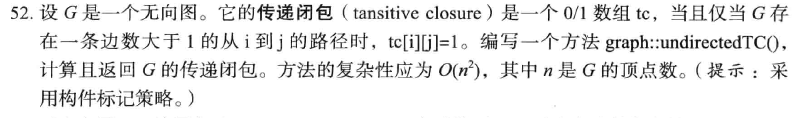 52. 设 G 是一个无向图。它的传递闭包（tansitive closure）是一个 0/1 数组 tc，当且仅当 G 存
在一条边数大于 1 的从 i 到 j 的路径时，tc[i][j]=1。编写一个方法 graph::undirectedTC()，
计算且返回 G 的传递闭包。方法的复杂性应为 O(n²)，其中 n 是 G 的顶点数。（提示：采
用构件标记策略。）